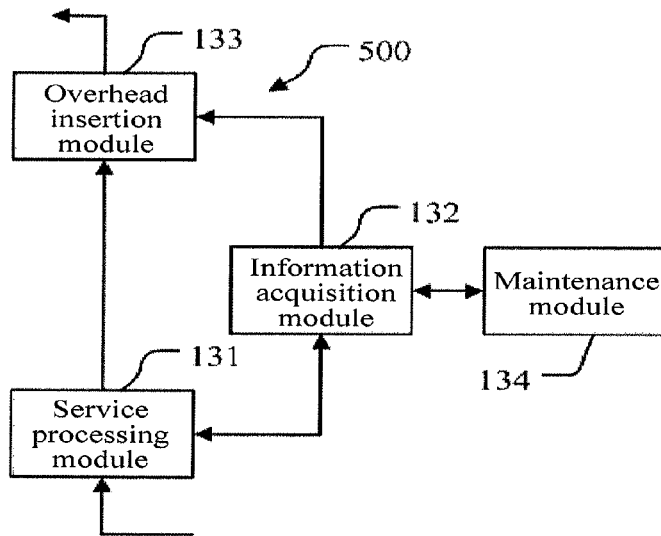 133
500
Overhead
insertion
module
132
Information
acquisition
module
Maintenance
module
134
131
Service
processing
module